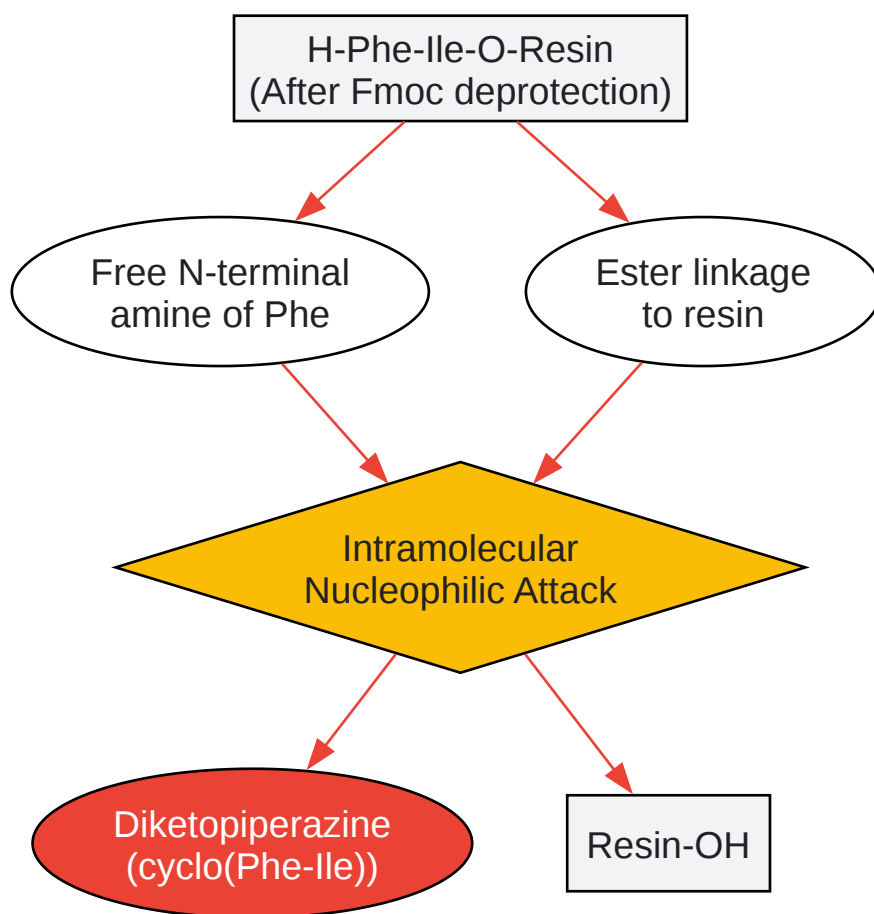 H-Phe-Ile-O-Resin
(After Fmoc deprotection)
Free N-terminal
amine of Phe
Ester linkage
to resin
Intramolecular
Nucleophilic Attack
Diketopiperazine
(cyclo(Phe-Ile))
Resin-OH